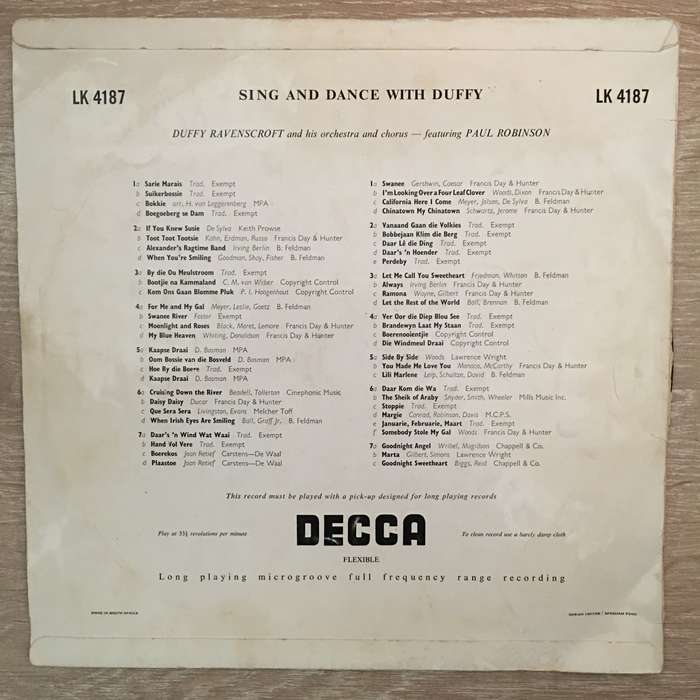 LK 4187
SING AND DANCE WITH DUFFY
LK 4187
DUFFY RAVENSCROFT and his orchestra and chorus — featuring PAUL ROBINSON
1a Sarie Marais Trad. Exempt
b Suikerbossie Trad. Exempt
c Bokkie arr. H. van Loggerenberg MPA
d Boegoeberg se Dam Trad. Exempt
2a If You Knew Susie De Sylva Keith Prowse
b Toot Toot Tootsie Kahn, Erdman, Russo Francis Day & Hunter
c Alexander's Ragtime Band Irving Berlin B. Feldman
d When You're Smiling Goodman, Shay, Fisher B. Feldman
3a By die Ou Meulstroom Trad. Exempt
b Bootjie na Kammaland C. M. van Wisber Copyright Control
c Kom Ons Gaan Blomme Pluk P. I. Hoogenhout Copyright Control
4a For Me and My Gal Meyer, Leslie, Goetz B. Feldman
b Swanee River Foster Exempt
c Moonlight and Roses Black, Moret, Lemore Francis Day & Hunter
d My Blue Heaven Whiting, Donaldson Francis Day & Hunter
5a Kaapse Draai D. Bosman MPA
b Oom Bossie van die Bosveld D. Bosman MPA
c Hoe Ry die Boere Trad. Exempt
d Kaapse Draai D. Bosman MPA
6a Cruising Down the River Beadell, Tollerton Cinephonic Music
b Daisy Daisy Dacar Francis Day & Hunter
c Que Sera Sera Livingston, Evans Melcher Toff
d When Irish Eyes Are Smiling Ball, Graff Jr. B. Feldman
7a Daar's 'n Wind Wat Waai Trad. Exempt
b Hand Vol Vere Trad. Exempt
c Boerekos Joan Retief Carstens—De Waal
d Plaastoe Joan Retief Carstens—De Waal
1a Swanee Gershwin, Caesar Francis Day & Hunter
b I'm Looking Over a Four Leaf Clover Woods, Dixon Francis Day & Hunter
c California Here I Come Meyer, Jolson, De Sylva B. Feldman
d Chinatown My Chinatown Schwartz, Jerome Francis Day & Hunter
2a Vanaand Gaan die Volkies Trad. Exempt
b Bobbejaan Klim die Berg Trad. Exempt
c Daar Lê die Ding Trad. Exempt
d Daar's 'n Hoender Trad. Exempt
e Perdeby Trad. Exempt
3a Let Me Call You Sweetheart Friedman, Whitson B. Feldman
b Always Irving Berlin Francis Day & Hunter
c Ramona Wayne, Gilbert Francis Day & Hunter
d Let the Rest of the World Ball, Brennan B. Feldman
4a Ver Oor die Diep Blou See Trad. Exempt
b Brandewyn Laat My Staan Trad. Exempt
c Boerenooientjie Copyright Control
d Die Windmeul Draai Copyright Control
5a Side By Side Woods Lawrence Wright
b You Made Me Love You Monaco, McCarthy Francis Day & Hunter
c Lili Marlene Leip, Schultze, David B. Feldman
6a Daar Kom die Wa Trad. Exempt
b The Sheik of Araby Snyder, Smith, Wheeler Mills Music Inc.
c Stoppie Trad. Exempt
d Margie Conrad, Robinson, Davis M.C.P.S.
e Januarie, Februarie, Maart Trad. Exempt
f Somebody Stole My Gal Woods Francis Day & Hunter
7a Goodnight Angel Wribel, Magidson Chappell & Co.
b Marta Gilbert, Simons Lawrence Wright
c Goodnight Sweetheart Biggs, Reid Chappell & Co.
This record must be played with a pick-up designed for long playing records
Play at 33⅓ revolutions per minute
DECCA
To clean record use a barely damp cloth
FLEXIBLE
Long playing microgroove full frequency range recording
MADE IN SOUTH AFRICA